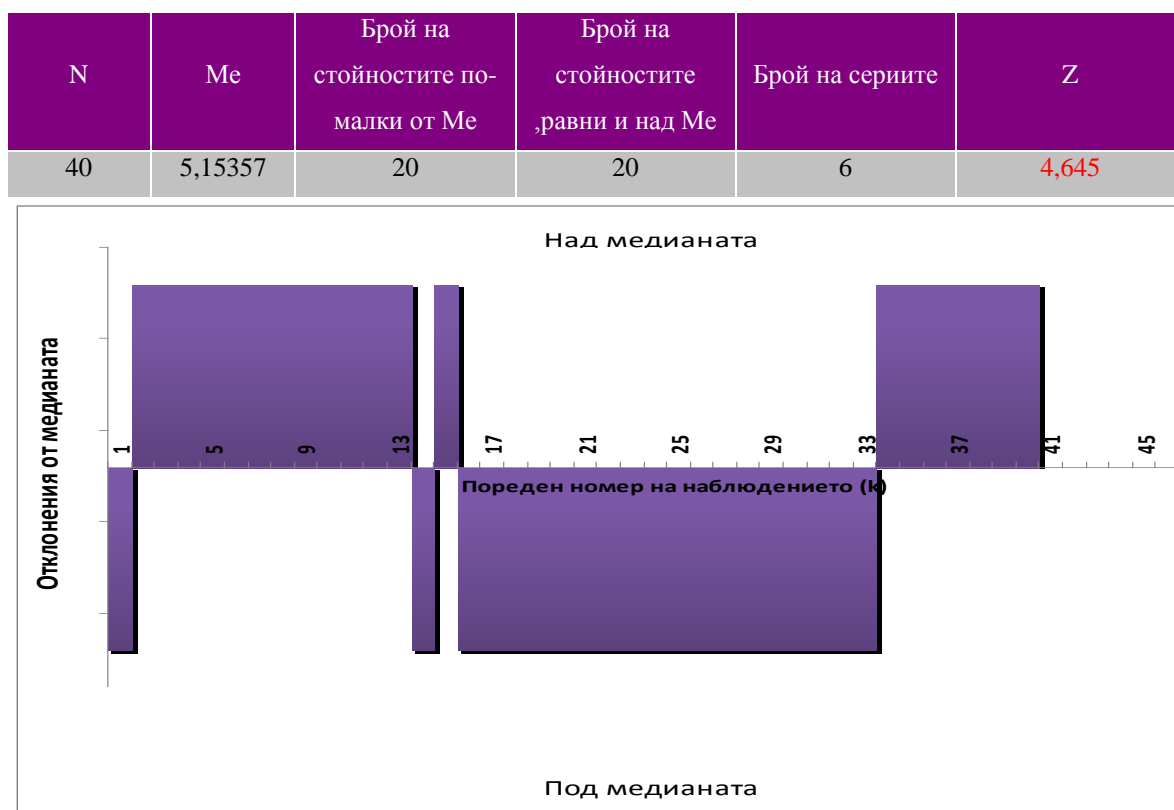 N
Me
Брой на
стойностите по-
малки от Ме
Брой на
стойностите
,равни и над Ме
Брой на сериите
Z
40
5,15357
20
20
6
4,645
Над медианата
Отклонения от медианата
1
5
9
13
17
21
25
29
33
37
41
45
Пореден номер на наблюдението (k)
Под медианата